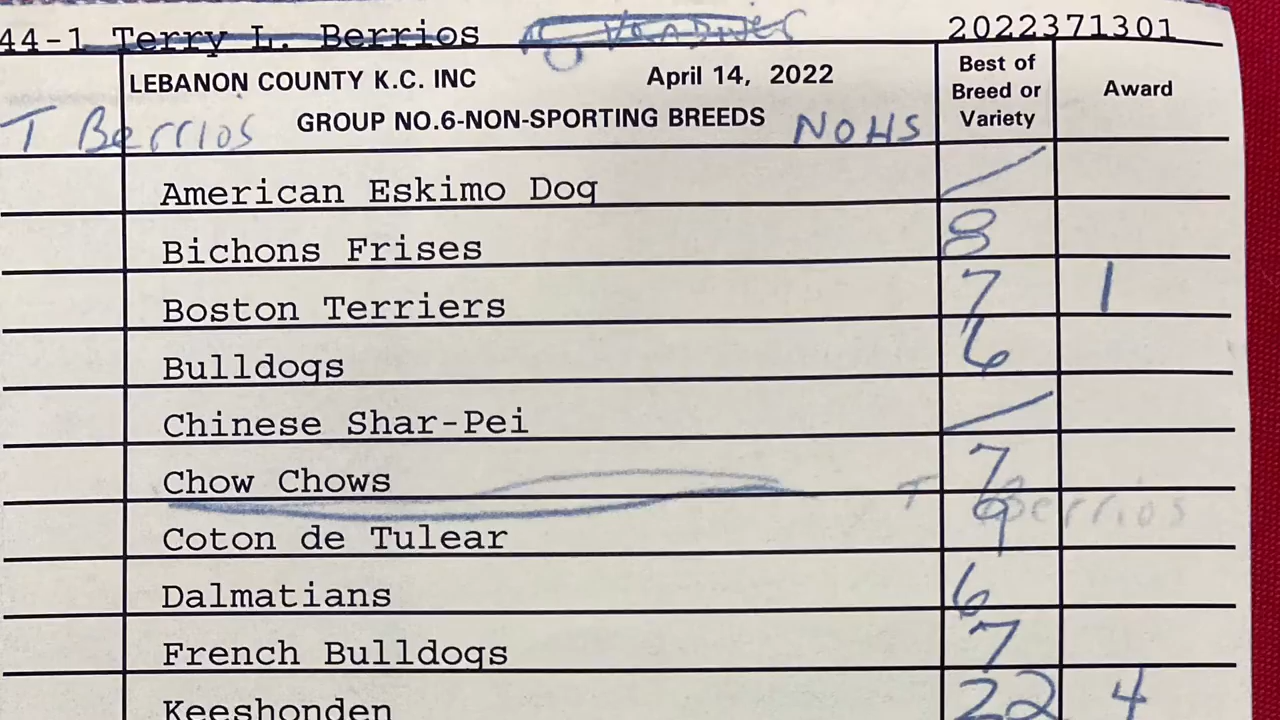 44-1 Terry L. Berrios 2022371301
LEBANON COUNTY K.C. INC April 14, 2022 Best of Breed or Variety Award
T Berrios GROUP NO.6-NON-SPORTING BREEDS NOHS
American Eskimo Dog
Bichons Frises 8
Boston Terriers 7 1
Bulldogs 6
Chinese Shar-Pei
Chow Chows 7
T Berrios
Coton de Tulear 9
Dalmatians 6
French Bulldogs 7
Keeshonden 22 4